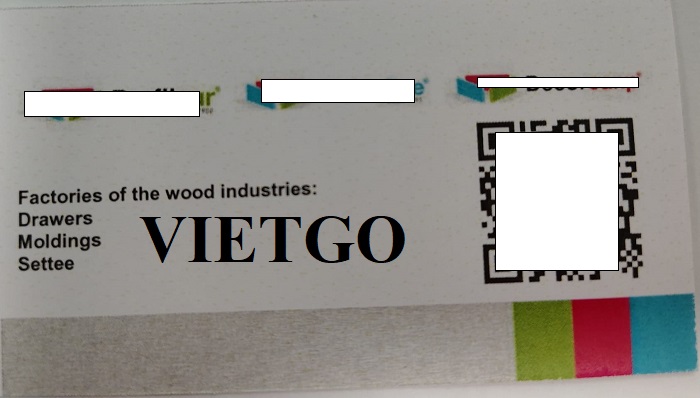 Factories of the wood industries:
Drawers
Moldings
Settee
VIETGO